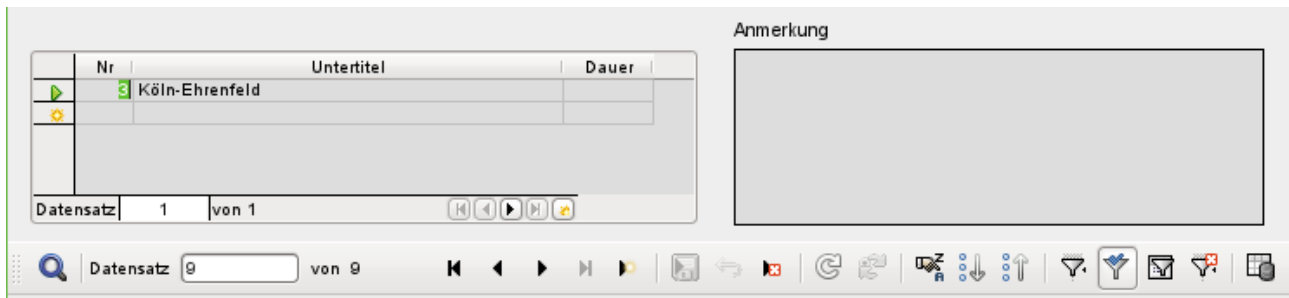 Anmerkung
Nr Untertitel Dauer
3 Köln-Ehrenfeld
Datensatz 1 von 1
Datensatz 9 von 9